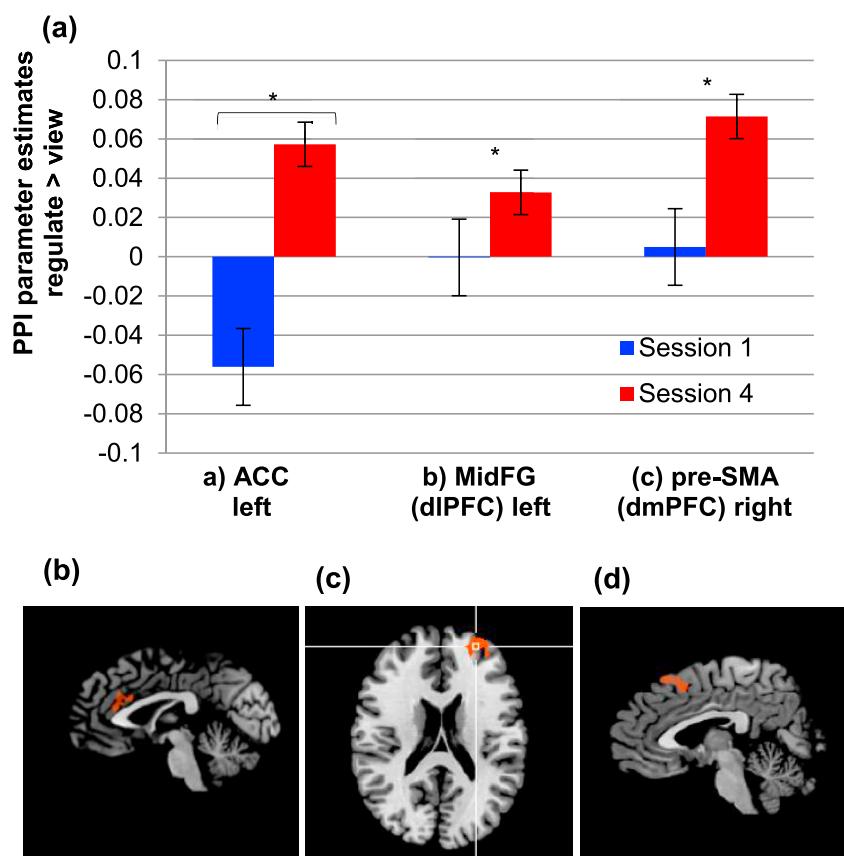 (a)
PPI parameter estimates
regulate > view
0.1
0.08
0.06
0.04
0.02
0
-0.02
-0.04
-0.06
-0.08
-0.1
*
*
*
Session 1
Session 4
a) ACC
left
b) MidFG
(dlPFC) left
(c) pre-SMA
(dmPFC) right
(b)
(c)
(d)